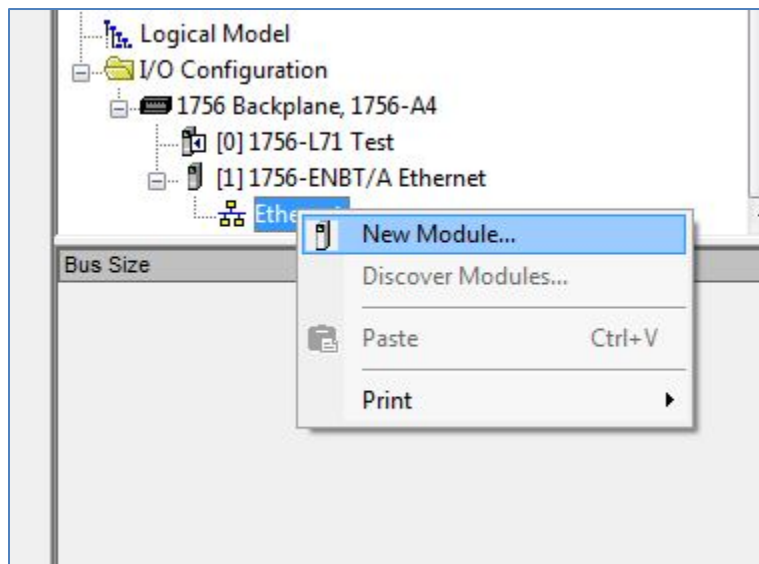 Logical Model
I/O Configuration
1756 Backplane, 1756-A4
[0] 1756-L71 Test
[1] 1756-ENBT/A Ethernet
New Module...
Bus Size
Discover Modules...
Paste Ctrl+V
Print